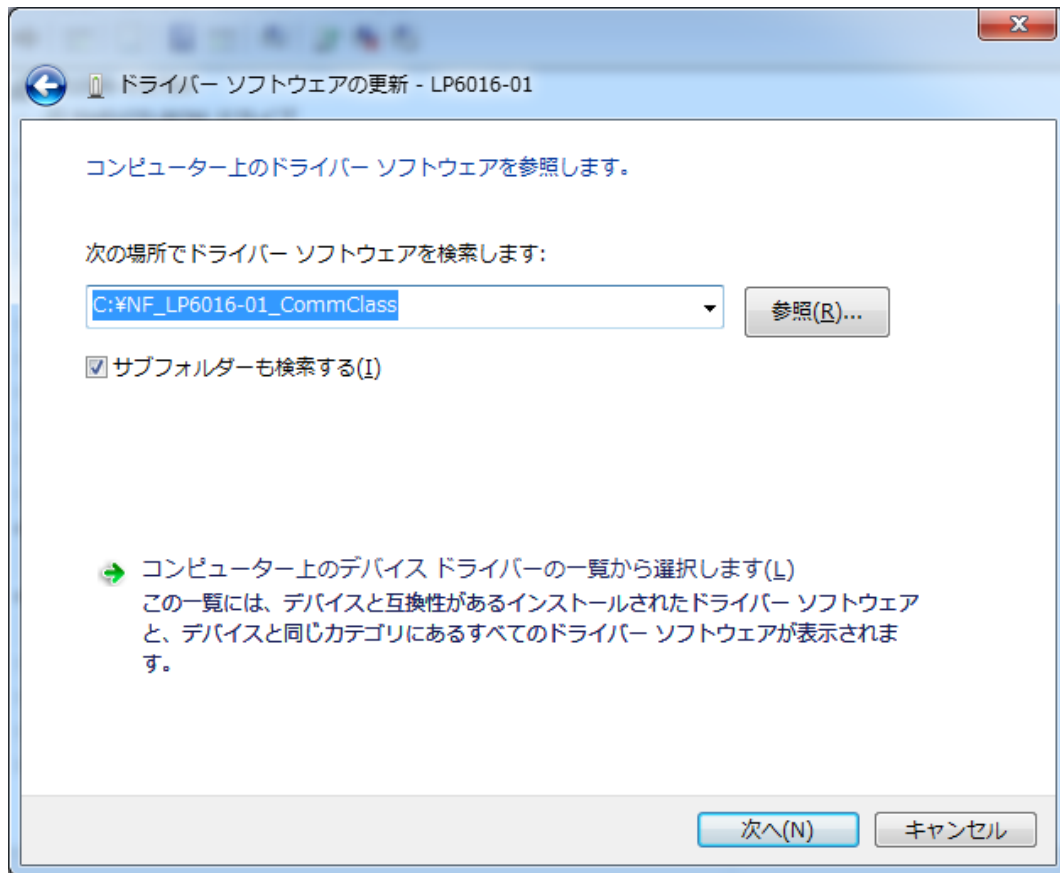 ドライバー ソフトウェアの更新 - LP6016-01
コンピューター上のドライバー ソフトウェアを参照します。
次の場所でドライバー ソフトウェアを検索します:
C:¥NF_LP6016-01_CommClass
参照(R)...
サブフォルダーも検索する(I)
コンピューター上のデバイス ドライバーの一覧から選択します(L)
この一覧には、デバイスと互換性があるインストールされたドライバー ソフトウェア
と、デバイスと同じカテゴリにあるすべてのドライバー ソフトウェアが表示されま
す。
次へ(N)
キャンセル